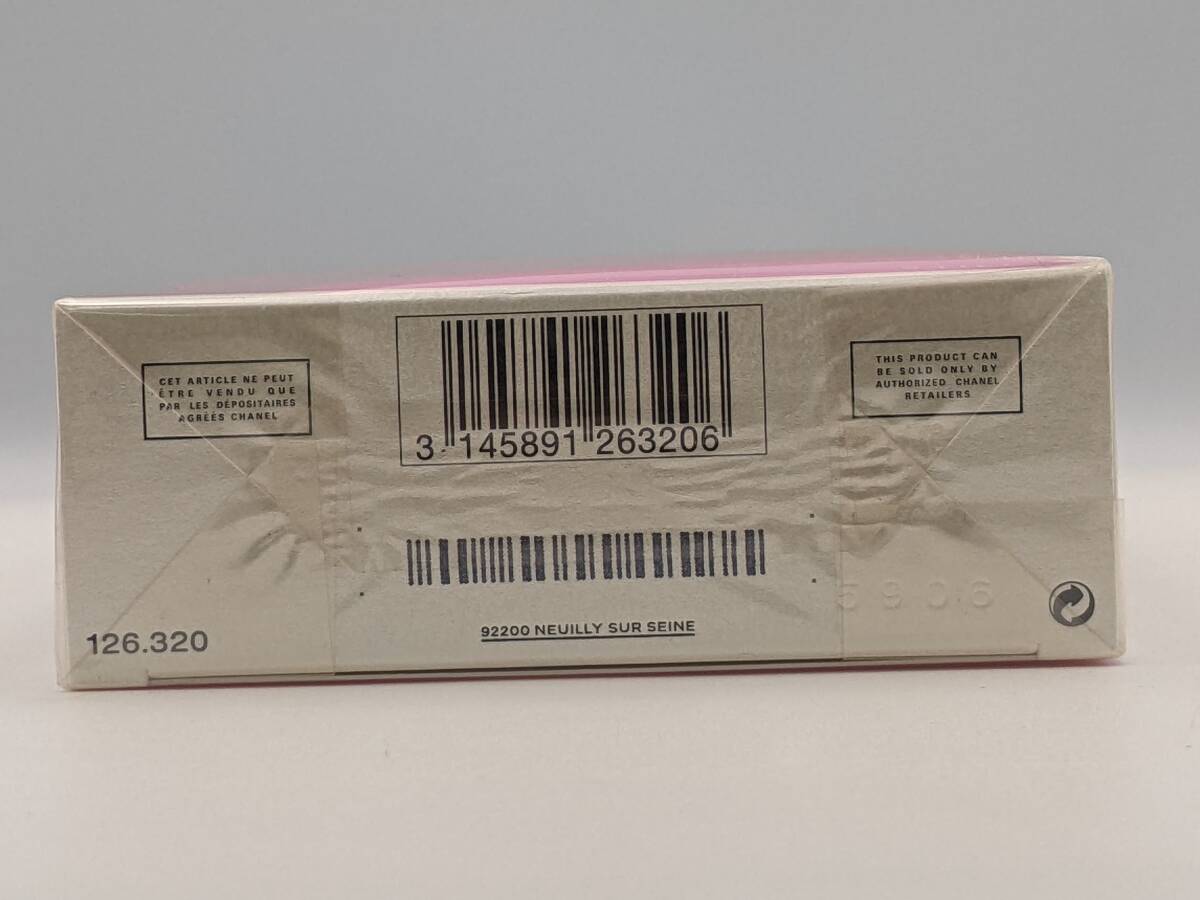 CET ARTICLE NE PEUT
ÊTRE VENDU QUE
PAR LES DÉPOSITAIRES
AGRÉÉS CHANEL
3 145891 263206
THIS PRODUCT CAN
BE SOLD ONLY BY
AUTHORIZED CHANEL
RETAILERS
5906
126.320
92200 NEUILLY SUR SEINE